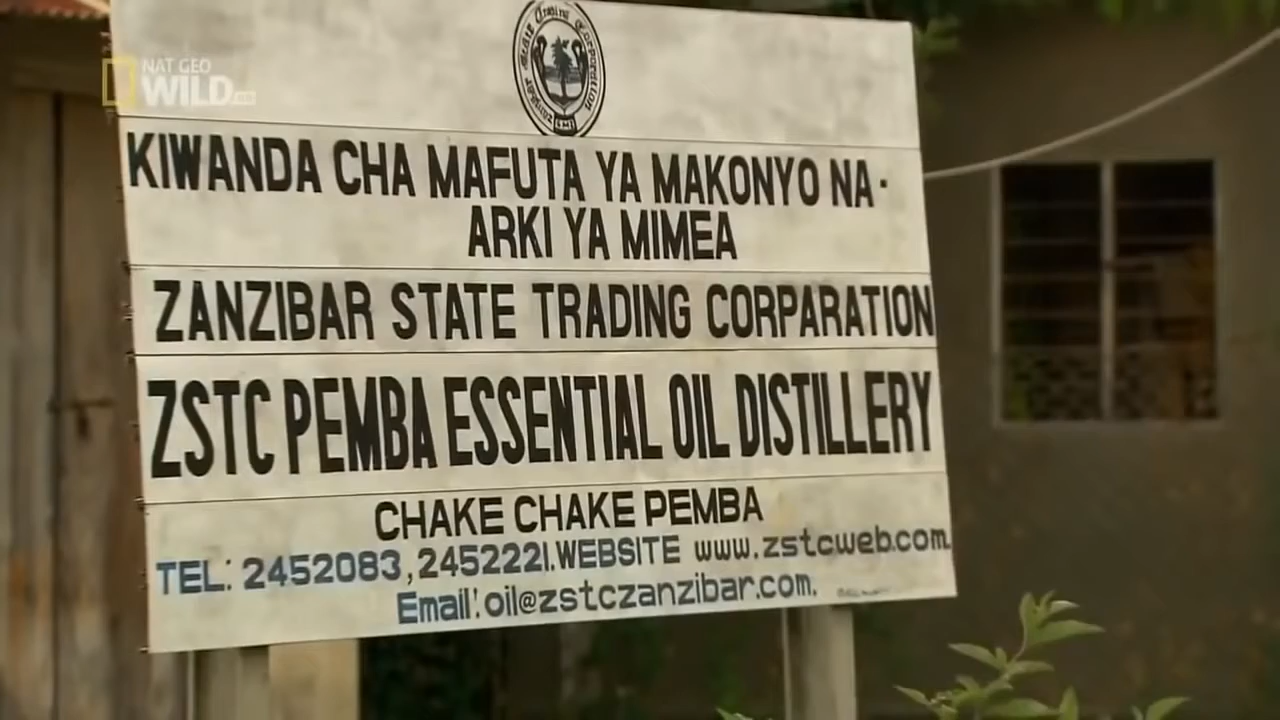 NAT GEO
WILD
KIWANDA CHA MAFUTA YA MAKONYO NA-
ARKI YA MIMEA
ZANZIBAR STATE TRADING CORPARATION
ZSTC PEMBA ESSENTIAL OIL DISTILLERY
CHAKE CHAKE PEMBA
TEL: 2452083, 2452221. WEBSITE www.zstcweb.com.
Email: oil@zstczanzibar.com.